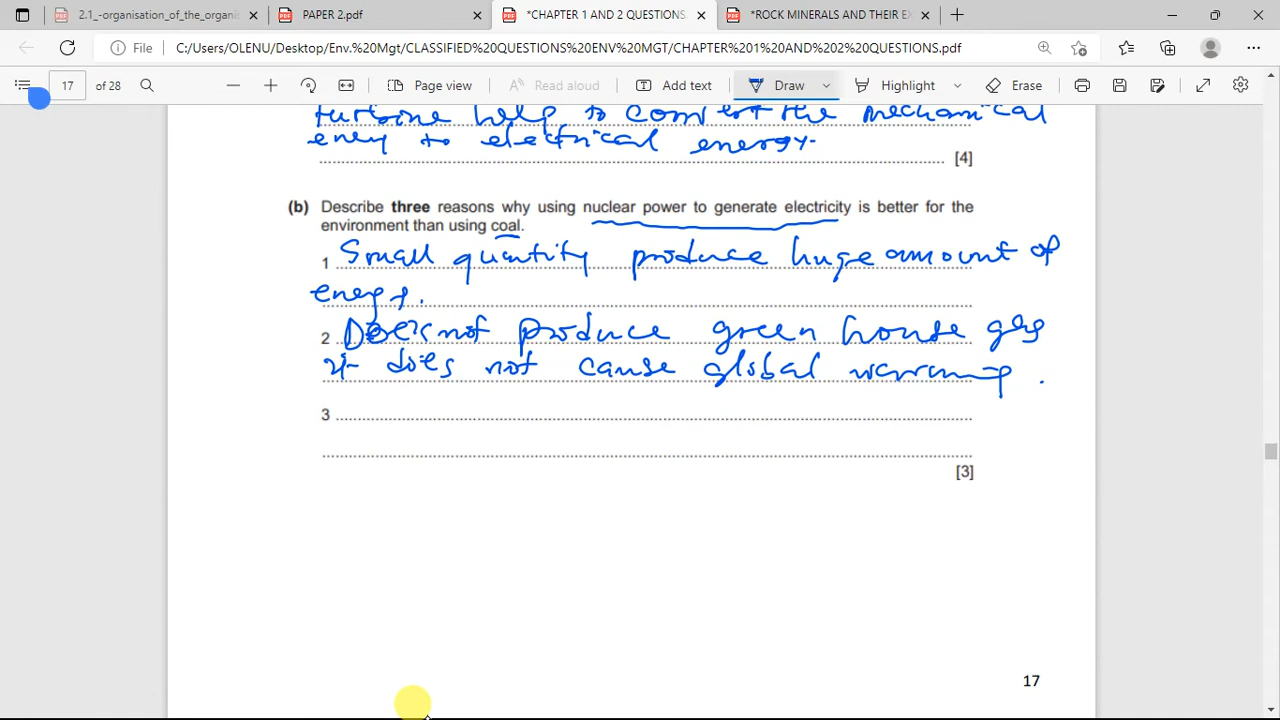 2.1_-organisation_of_the_organis
PAPER 2.pdf
*CHAPTER 1 AND 2 QUESTIONS.
*ROCK MINERALS AND THEIR EX
File
C:/Users/OLENU/Desktop/Env.%20Mgt/CLASSIFIED%20QUESTIONS%20ENV%20MGT/CHAPTER%201%20AND%202%20QUESTIONS.pdf
17 of 28
Page view
Read aloud
Add text
Draw
Highlight
Erase
turbine help to convert the mechanical
to electrical energy.
[4]
(b) Describe three reasons why using nuclear power to generate electricity is better for the
environment than using coal.
1 Small quantity produce huge amount of
energy.
2 Does not produce green house
it does not cause global warming.
3
[3]
17